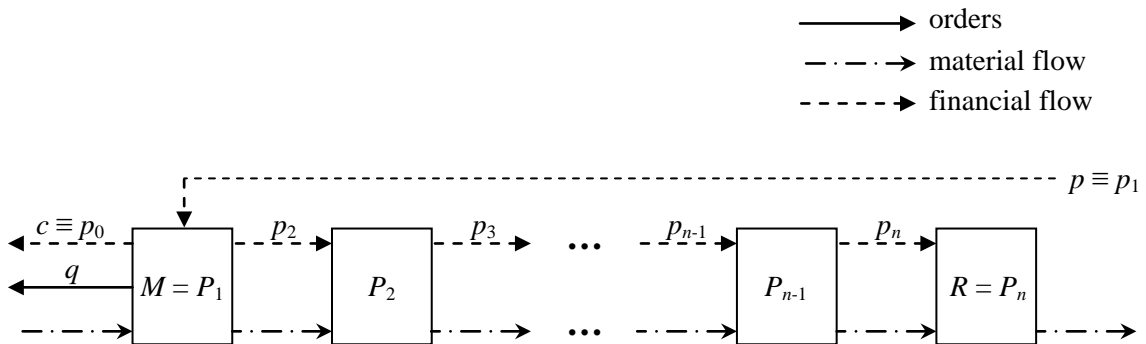 orders
material flow
financial flow
p ≡ p₁
c ≡ p₀ p₂ p₃ ... pₙ₋₁ pₙ
q M = P₁ P₂ Pₙ₋₁ R = Pₙ
...